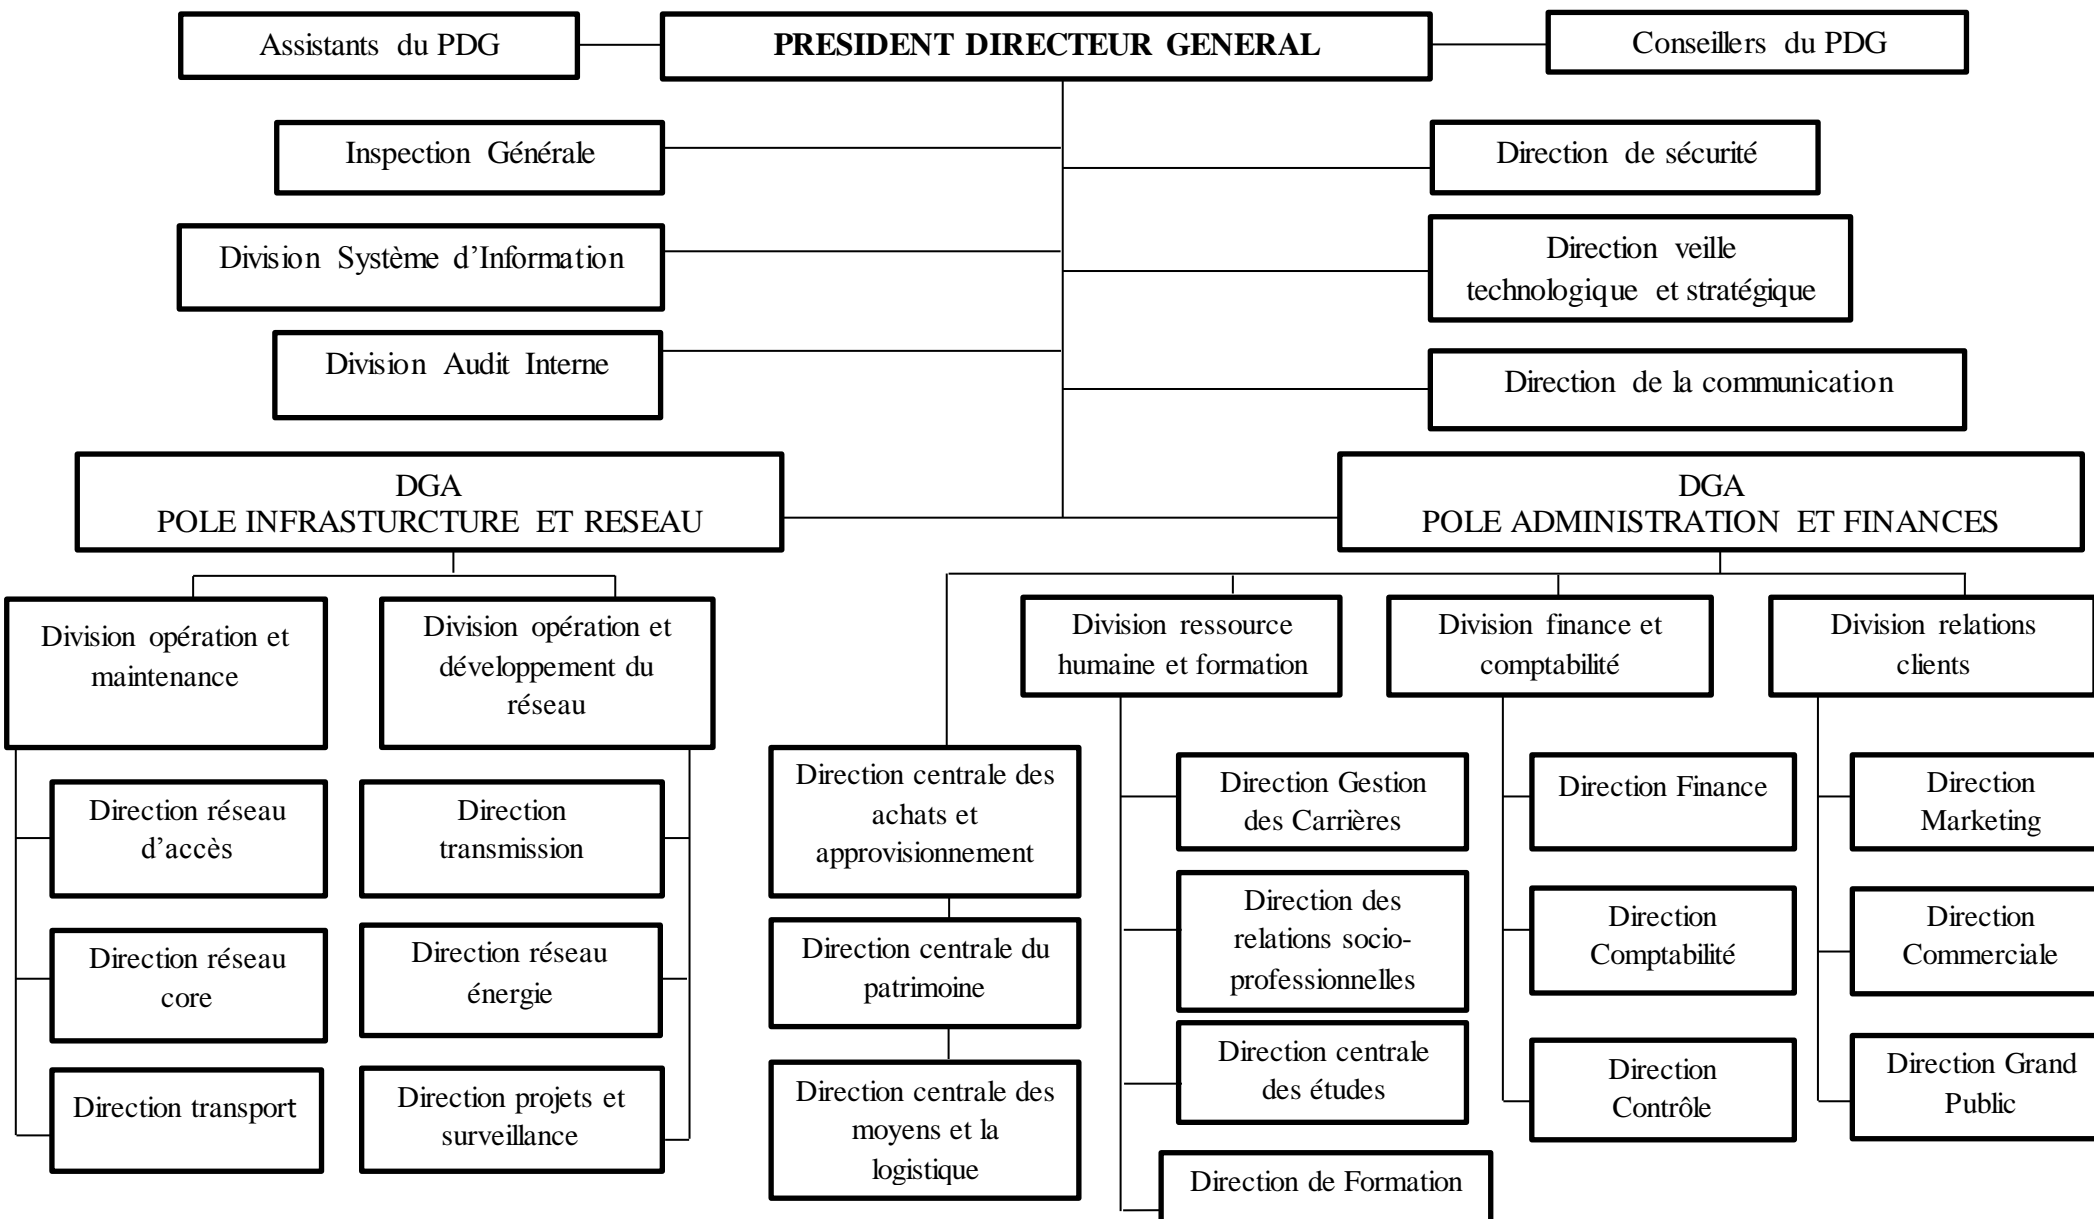 Assistants du PDG
PRESIDENT DIRECTEUR GENERAL
Conseillers du PDG
Inspection Générale
Direction de sécurité
Division Système d'Information
Direction veille
technologique et stratégique
Division Audit Interne
Direction de la communication
DGA
POLE INFRASTURCTURE ET RESEAU
DGA
POLE ADMINISTRATION ET FINANCES
Division opération et
maintenance
Division opération et
développement du
réseau
Division ressource
humaine et formation
Division finance et
comptabilité
Division relations
clients
Direction réseau
d'accès
Direction
transmission
Direction centrale des
achats et
approvisionnement
Direction Gestion
des Carrières
Direction Finance
Direction
Marketing
Direction réseau
core
Direction réseau
énergie
Direction centrale du
patrimoine
Direction des
relations socio-
professionnelles
Direction
Comptabilité
Direction
Commerciale
Direction transport
Direction projets et
surveillance
Direction centrale des
moyens et la
logistique
Direction centrale
des études
Direction
Contrôle
Direction Grand
Public
Direction de Formation